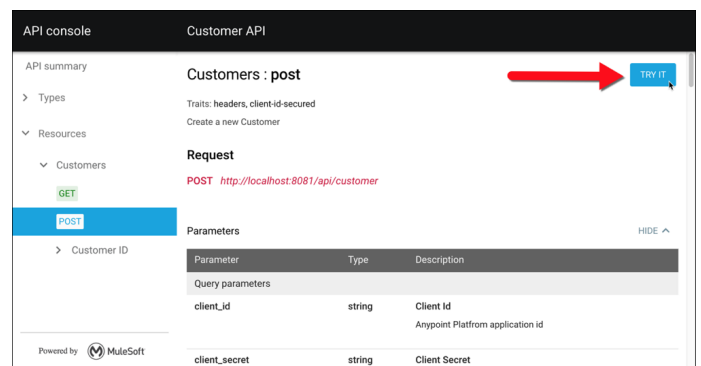 API console
Customer API
API summary
Types
Resources
Customers
GET
POST
Customer ID
Powered by MuleSoft
Customers : post
TRY IT
Traits: headers, client-id-secured
Create a new Customer
Request
POST http://localhost:8081/api/customer
Parameters HIDE
Parameter Type Description
Query parameters
client_id string Client Id
Anypoint Platfrom application id
client_secret string Client Secret